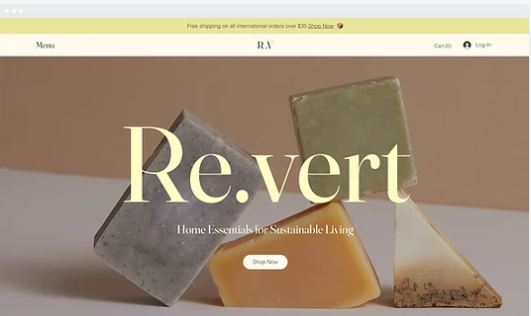 Free shipping on all international orders over $35 Shop Now
Menu
R.V
Cart (0)
Log In
Re.vert
Home Essentials for Sustainable Living
Shop Now